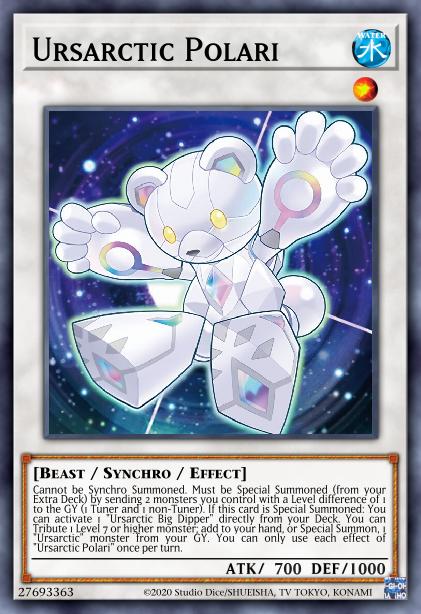 URSARCTIC POLARI
WATER
水
[BEAST / SYNCHRO / EFFECT]
Cannot be Synchro Summoned. Must be Special Summoned (from your
Extra Deck) by sending 2 monsters you control with a Level difference of 1
to the GY (1 Tuner and 1 non-Tuner). If this card is Special Summoned: You
can activate 1 "Ursarctic Big Dipper" directly from your Deck. You can
Tribute 1 Level 7 or higher monster; add to your hand, or Special Summon, 1
"Ursarctic" monster from your GY. You can only use each effect of
"Ursarctic Polari" once per turn.
ATK/ 700 DEF/1000
27693363
©2020 Studio Dice/SHUEISHA, TV TOKYO, KONAMI